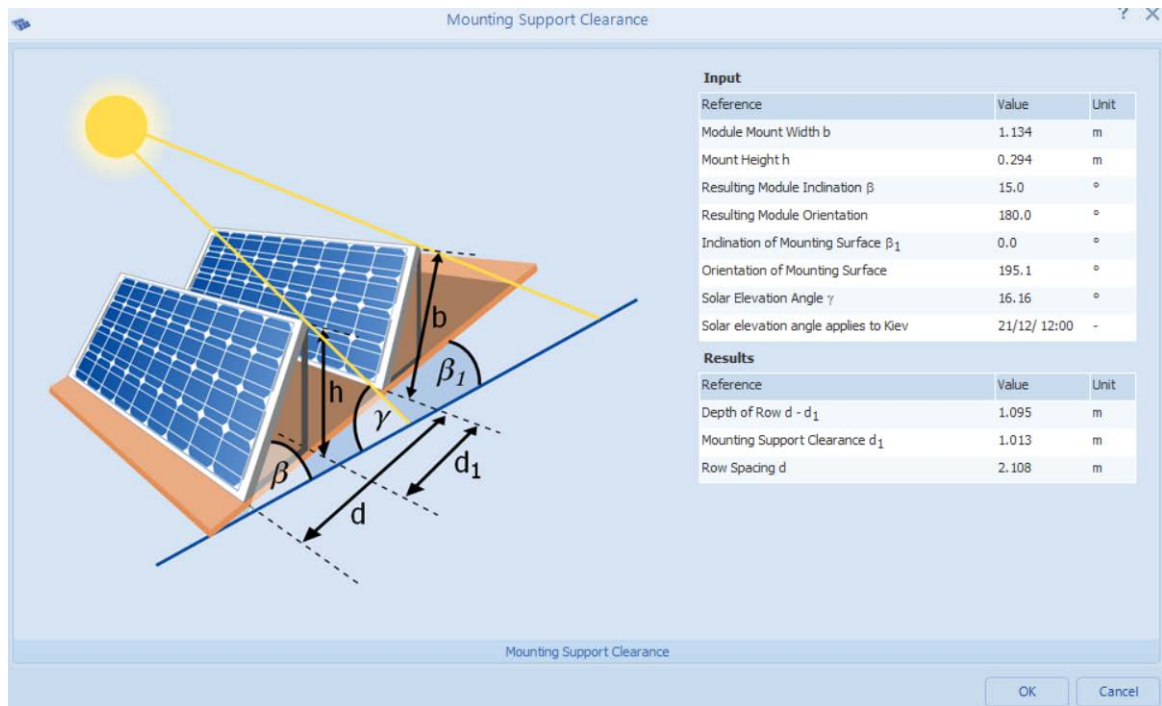 Mounting Support Clearance
?
Input
Reference Value Unit
Module Mount Width b 1.134 m
Mount Height h 0.294 m
Resulting Module Inclination β 15.0 °
Resulting Module Orientation 180.0 °
Inclination of Mounting Surface β1 0.0 °
Orientation of Mounting Surface 195.1 °
Solar Elevation Angle γ 16.16 °
Solar elevation angle applies to Kiev 21/12/ 12:00 -
Results
Reference Value Unit
Depth of Row d - d1 1.095 m
Mounting Support Clearance d1 1.013 m
Row Spacing d 2.108 m
b
β1
h
γ
β
d1
d
Mounting Support Clearance
OK Cancel